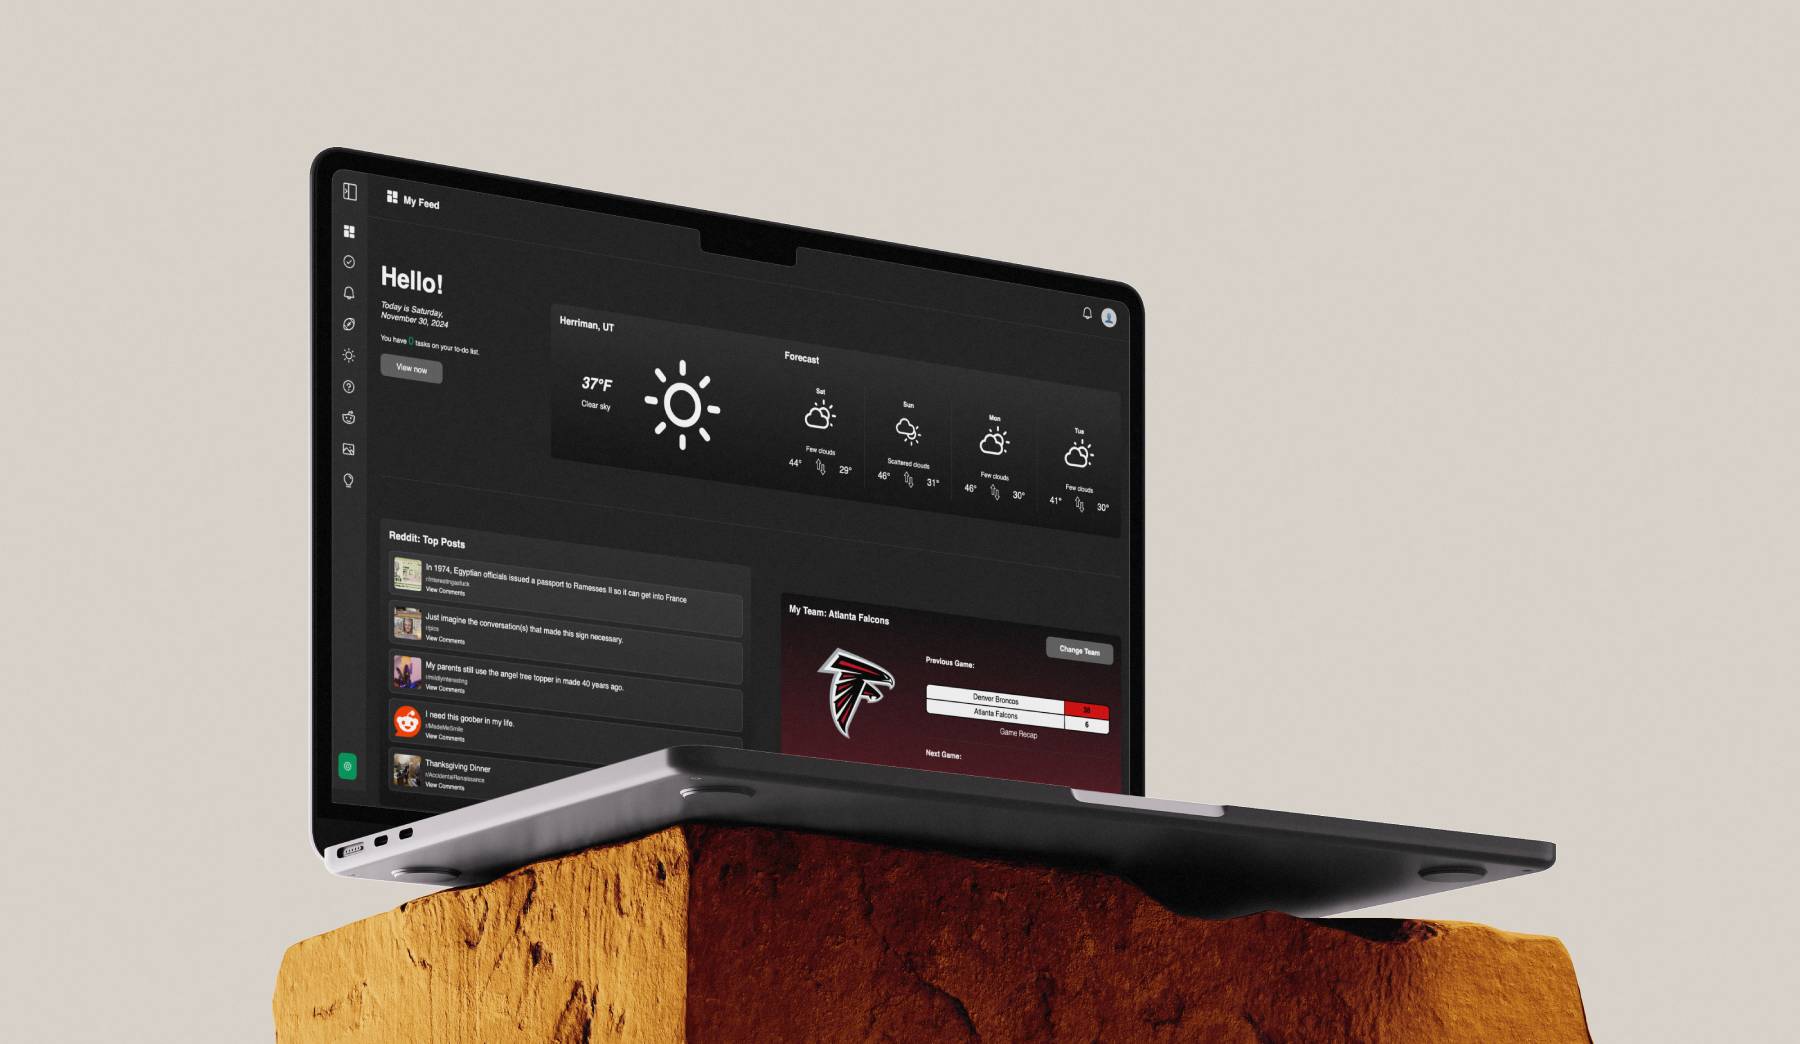 My Feed
Hello!
Today is Saturday,
November 30, 2024
You have 0 tasks on your to-do list.
View now
Herriman, UT
37°F
Clear sky
Forecast
Sat
Few clouds
44° 29°
Sun
Scattered clouds
46° 31°
Mon
Few clouds
46° 30°
Tue
Few clouds
41° 30°
Reddit: Top Posts
In 1974, Egyptian officials issued a passport to Ramesses II so it can get into France
r/interestingasfuck
View Comments
Just imagine the conversation(s) that made this sign necessary.
r/pics
View Comments
My parents still use the angel tree topper in made 40 years ago.
r/mildlyinteresting
View Comments
I need this goober in my life.
r/MadeMeSmile
View Comments
Thanksgiving Dinner
r/AccidentalRenaissance
View Comments
My Team: Atlanta Falcons
Change Team
Previous Game:
Denver Broncos 38
Atlanta Falcons 6
Game Recap
Next Game: